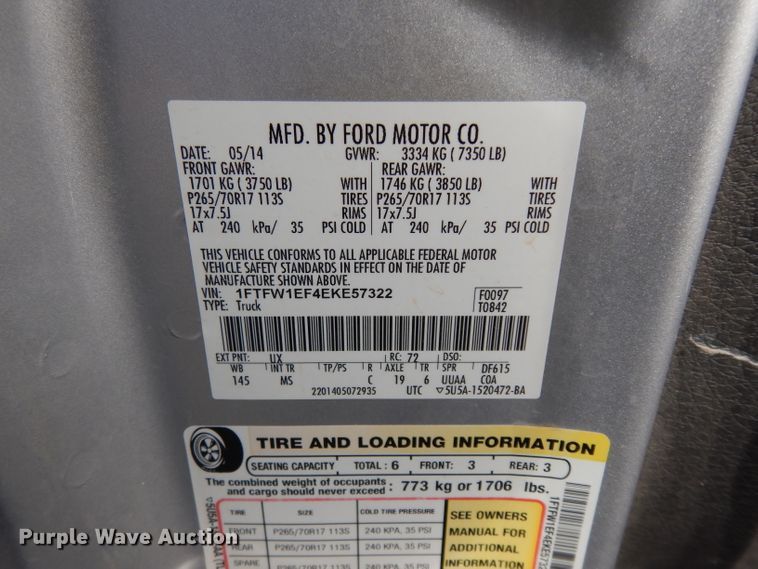 MFD. BY FORD MOTOR CO.
DATE: 05/14 GVWR: 3334 KG ( 7350 LB)
FRONT GAWR: REAR GAWR:
1701 KG ( 3750 LB) WITH 1746 KG ( 3850 LB) WITH
P265/70R17 113S TIRES P265/70R17 113S TIRES
17x7.5J RIMS 17x7.5J RIMS
AT 240 kPa/ 35 PSI COLD AT 240 kPa/ 35 PSI COLD
THIS VEHICLE CONFORMS TO ALL APPLICABLE FEDERAL MOTOR
VEHICLE SAFETY STANDARDS IN EFFECT ON THE DATE OF
MANUFACTURE SHOWN ABOVE.
VIN: 1FTFW1EF4EKE57322 F0097
TYPE: Truck T0842
EXT PNT: UX RC: 72 DSO:
WB INT TR TP/PS R AXLE TR SPR DF615
145 MS C 19 6 UUAA COA
2201405072935 UTC ▽5U5A-1520472-BA
TIRE AND LOADING INFORMATION
SEATING CAPACITY TOTAL : 6 FRONT: 3 REAR: 3
The combined weight of occupants
and cargo should never exceed : 773 kg or 1706 lbs.
TIRE SIZE COLD TIRE PRESSURE
FRONT P265/70R17 113S 240 KPA, 35 PSI
REAR P265/70R17 113S 240 KPA, 35 PSI
SPARE
SEE OWNERS
MANUAL FOR
ADDITIONAL
INFORMATION
Purple Wave Auction